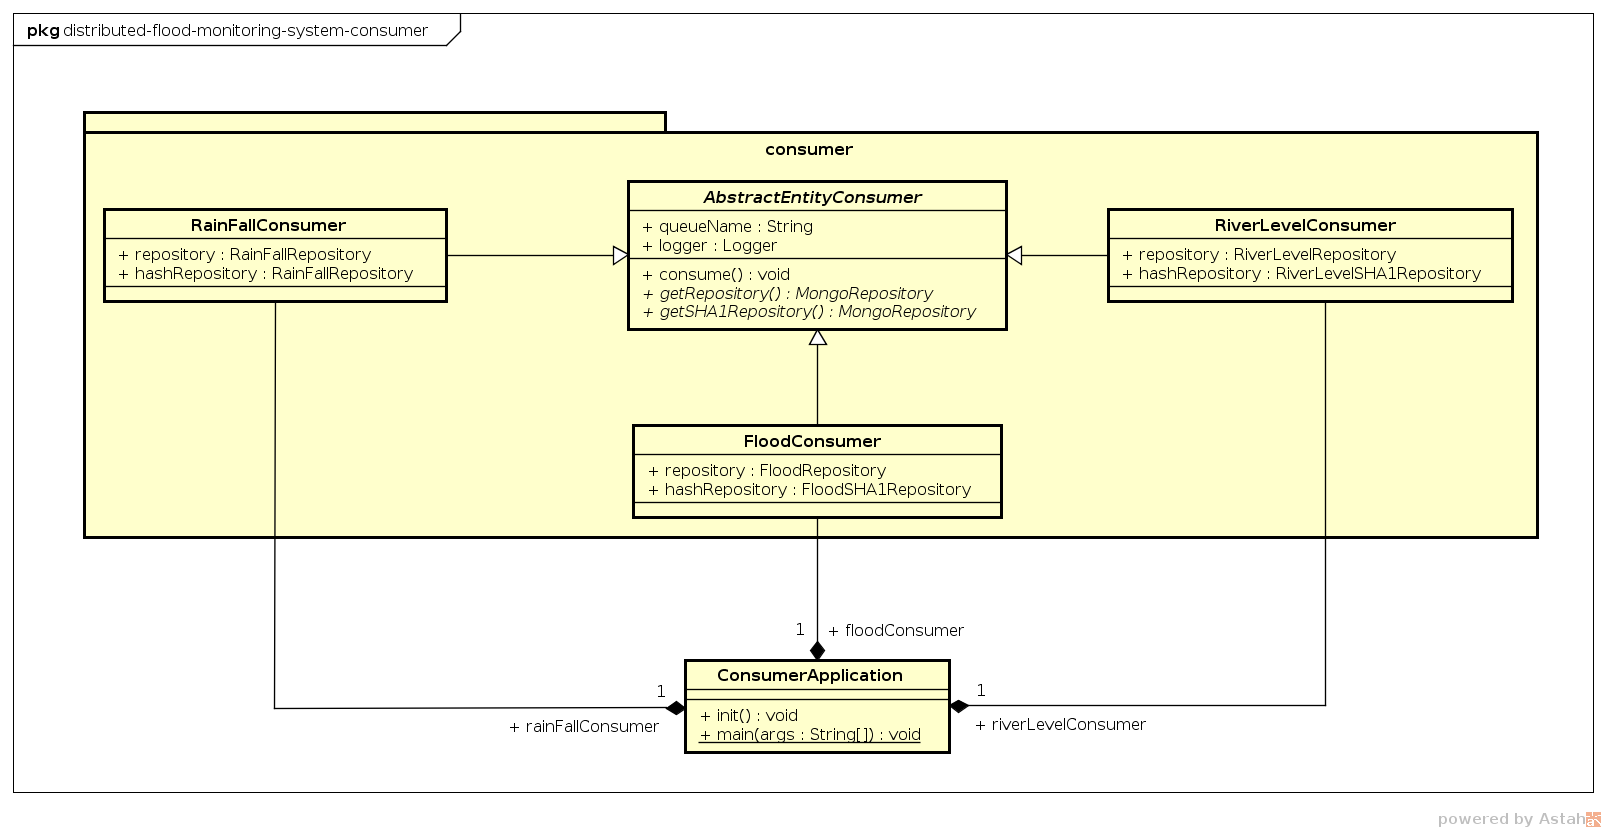 pkg distributed-flood-monitoring-system-consumer
consumer
RainFallConsumer
+ repository : RainFallRepository
+ hashRepository : RainFallRepository
AbstractEntityConsumer
+ queueName : String
+ logger : Logger
+ consume() : void
+ getRepository() : MongoRepository
+ getSHA1Repository() : MongoRepository
RiverLevelConsumer
+ repository : RiverLevelRepository
+ hashRepository : RiverLevelSHA1Repository
FloodConsumer
+ repository : FloodRepository
+ hashRepository : FloodSHA1Repository
1 + floodConsumer
1
+ rainFallConsumer
ConsumerApplication
+ init() : void
+ main(args : String[]) : void
1
+ riverLevelConsumer
powered by Astah